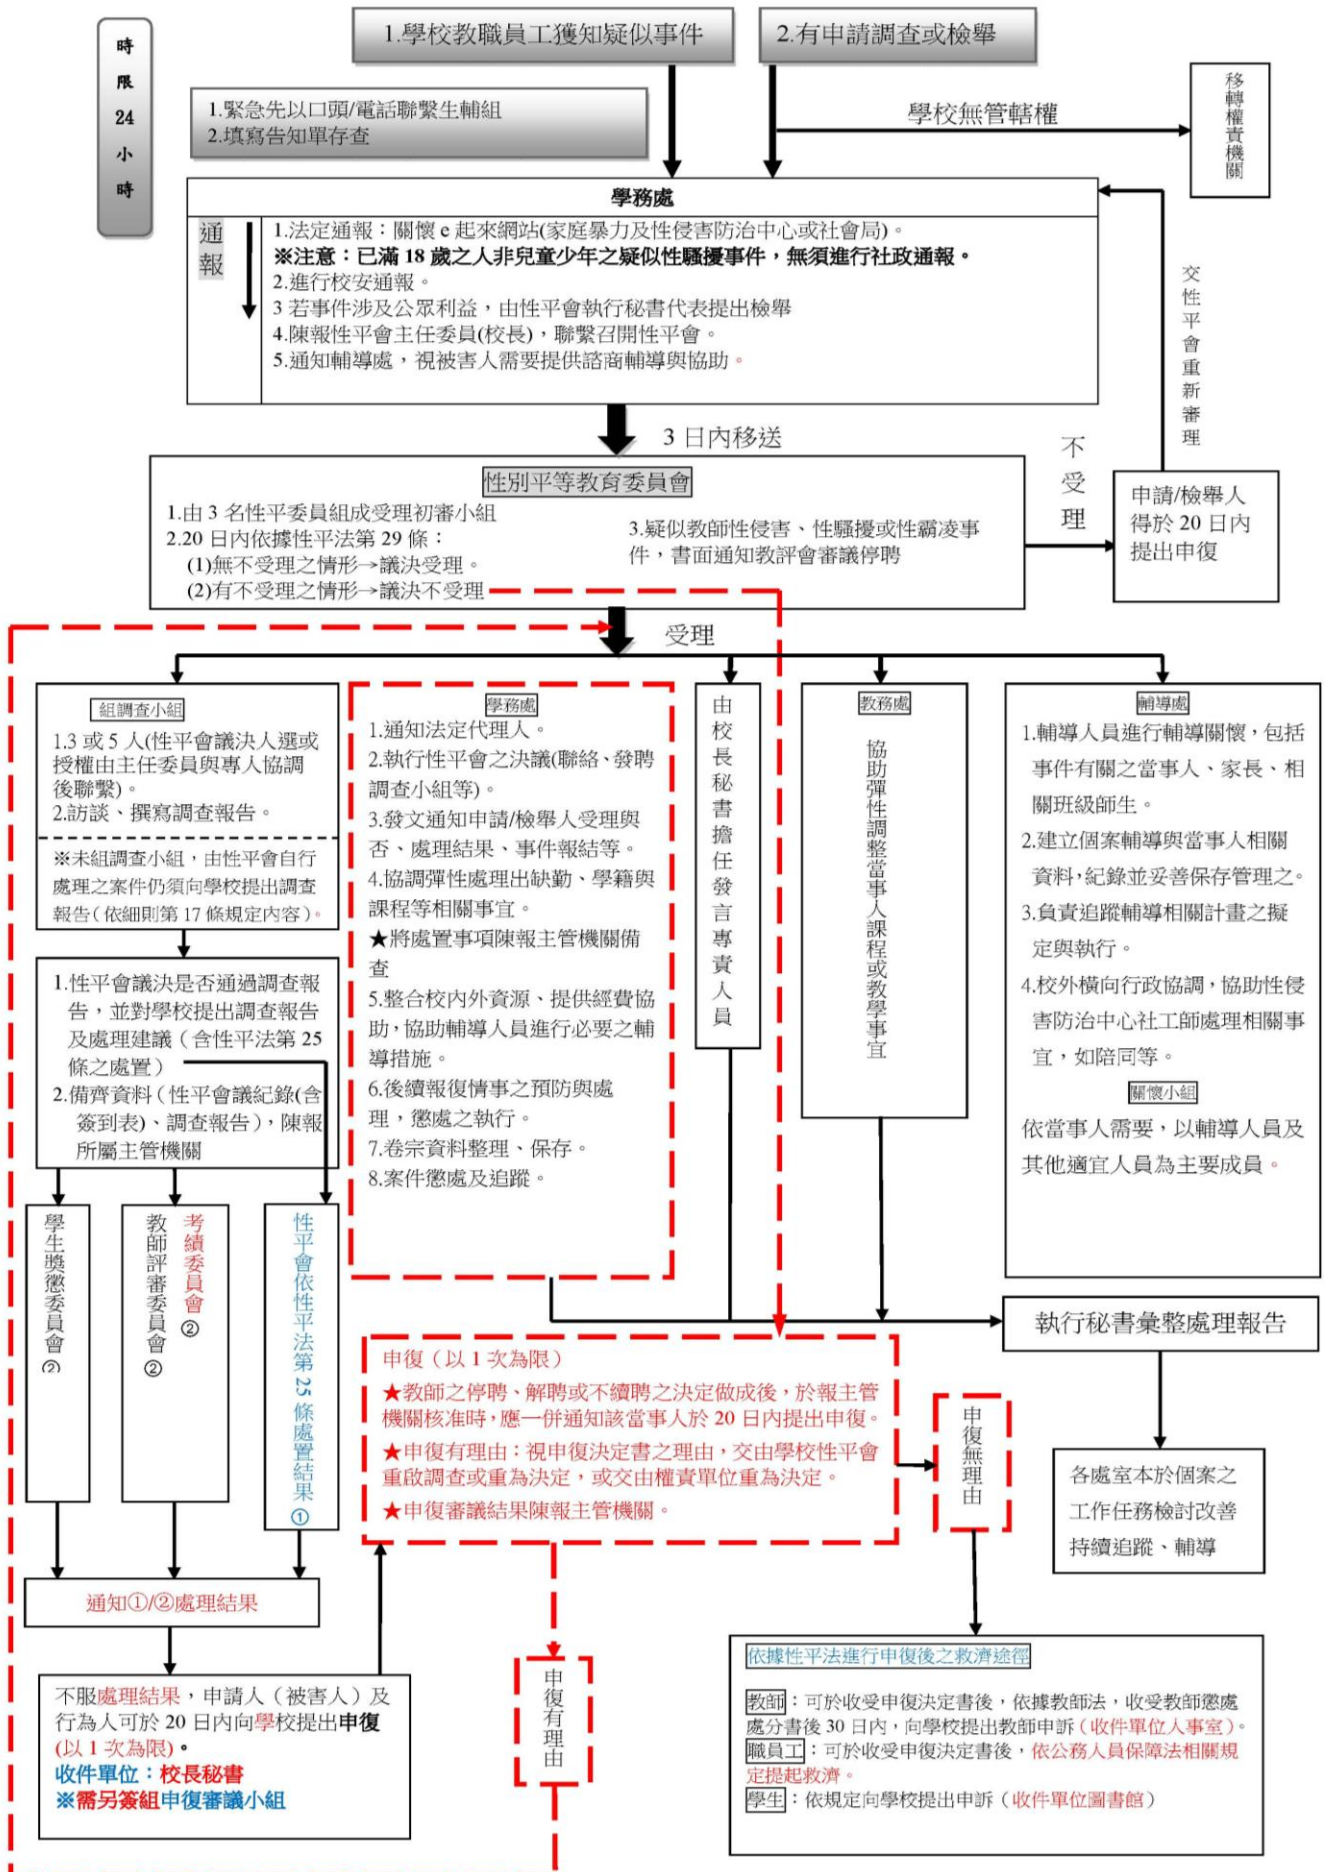 時
限
24
小
時
1.學校教職員工獲知疑似事件
2.有申請調查或檢舉
1.緊急先以口頭/電話聯繫生輔組
2.填寫告知單存查
學校無管轄權
移轉權責機關
學務處
通報
1.法定通報：關懷 e 起來網站(家庭暴力及性侵害防治中心或社會局)。
※注意：已滿 18 歲之人非兒童少年之疑似性騷擾事件，無須進行社政通報。
2.進行校安通報。
3 若事件涉及公眾利益，由性平會執行秘書代表提出檢舉
4.陳報性平會主任委員(校長)，聯繫召開性平會。
5.通知輔導處，視被害人需要提供諮商輔導與協助。
交性平會重新審理
3 日內移送
不受理
性別平等教育委員會
1.由 3 名性平委員組成受理初審小組
2.20 日內依據性平法第 29 條：
(1)無不受理之情形→議決受理。
(2)有不受理之情形→議決不受理
3.疑似教師性侵害、性騷擾或性霸凌事
件，書面通知教評會審議停聘
申請/檢舉人
得於 20 日內
提出申復
受理
組調查小組
1.3 或 5 人(性平會議決人選或
授權由主任委員與專人協調
後聯繫)。
2.訪談、撰寫調查報告。
※未組調查小組，由性平會自行
處理之案件仍須向學校提出調查
報告（依細則第 17 條規定內容）。
學務處
1.通知法定代理人。
2.執行性平會之決議(聯絡、發聘
調查小組等)。
3.發文通知申請/檢舉人受理與
否、處理結果、事件報結等。
4.協調彈性處理出缺勤、學籍與
課程等相關事宜。
★將處置事項陳報主管機關備
查
5.整合校內外資源、提供經費協
助，協助輔導人員進行必要之輔
導措施。
6.後續報復情事之預防與處
理，懲處之執行。
7.卷宗資料整理、保存。
8.案件懲處及追蹤。
由校長秘書擔任發言專責人員
教務處
協助彈性調整當事人課程或教學事宜
輔導處
1.輔導人員進行輔導關懷，包括
事件有關之當事人、家長、相
關班級師生。
2.建立個案輔導與當事人相關
資料，紀錄並妥善保存管理之。
3.負責追蹤輔導相關計畫之擬
定與執行。
4.校外橫向行政協調，協助性侵
害防治中心社工師處理相關事
宜，如陪同等。
關懷小組
依當事人需要，以輔導人員及
其他適宜人員為主要成員。
1.性平會議決是否通過調查報
告，並對學校提出調查報告
及處理建議（含性平法第 25
條之處置）
2.備齊資料（性平會議紀錄(含
簽到表)、調查報告），陳報
所屬主管機關
學生獎懲委員會②
考績委員會②
教師評審委員會②
性平會依性平法第 25 條處置結果①
執行秘書彙整處理報告
申復（以 1 次為限）
★教師之停聘、解聘或不續聘之決定做成後，於報主管
機關核准時，應一併通知該當事人於 20 日內提出申復。
★申復有理由：視申復決定書之理由，交由學校性平會
重啟調查或重為決定，或交由權責單位重為決定。
★申復審議結果陳報主管機關。
申復無理由
各處室本於個案之
工作任務檢討改善
持續追蹤、輔導
通知①/②處理結果
不服處理結果，申請人（被害人）及
行為人可於 20 日內向學校提出申復
(以 1 次為限)。
收件單位：校長秘書
※需另簽組申復審議小組
申復有理由
依據性平法進行申復後之救濟途徑
教師：可於收受申復決定書後，依據教師法，收受教師懲處
處分書後 30 日內，向學校提出教師申訴（收件單位人事室）。
職員工：可於收受申復決定書後，依公務人員保障法相關規
定提起救濟。
學生：依規定向學校提出申訴（收件單位圖書館）